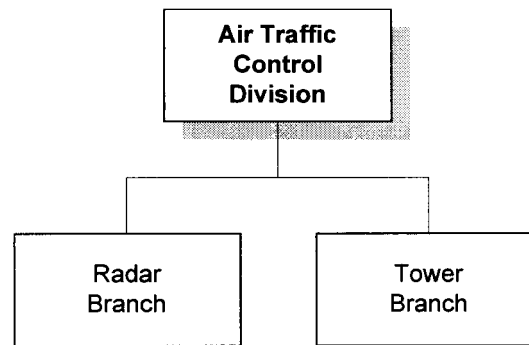 Air Traffic
Control
Division
Radar
Branch
Tower
Branch